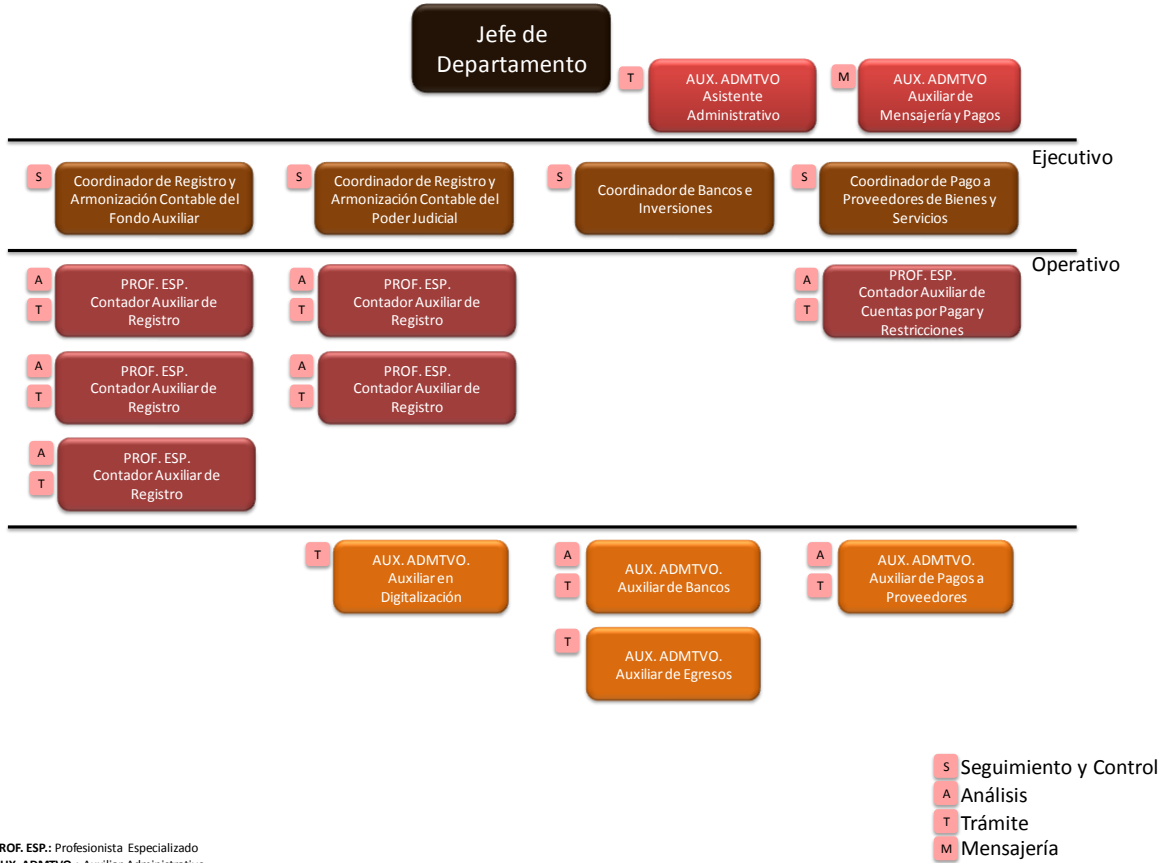 Jefe de
Departamento
T
AUX. ADMTVO
Asistente
Administrativo
M
AUX. ADMTVO
Auxiliar de
Mensajería y Pagos
Ejecutivo
S
Coordinador de Registro y
Armonización Contable del
Fondo Auxiliar
S
Coordinador de Registro y
Armonización Contable del
Poder Judicial
S
Coordinador de Bancos e
Inversiones
S
Coordinador de Pago a
Proveedores de Bienes y
Servicios
Operativo
A
T
PROF. ESP.
Contador Auxiliar de
Registro
A
T
PROF. ESP.
Contador Auxiliar de
Registro
A
T
PROF. ESP.
Contador Auxiliar de
Cuentas por Pagar y
Restricciones
A
T
PROF. ESP.
Contador Auxiliar de
Registro
A
T
PROF. ESP.
Contador Auxiliar de
Registro
A
T
PROF. ESP.
Contador Auxiliar de
Registro
T
AUX. ADMTVO.
Auxiliar en
Digitalización
A
T
AUX. ADMTVO.
Auxiliar de Bancos
A
T
AUX. ADMTVO.
Auxiliar de Pagos a
Proveedores
T
AUX. ADMTVO.
Auxiliar de Egresos
S Seguimiento y Control
A Análisis
T Trámite
M Mensajería
ROF. ESP.: Profesionista Especializado